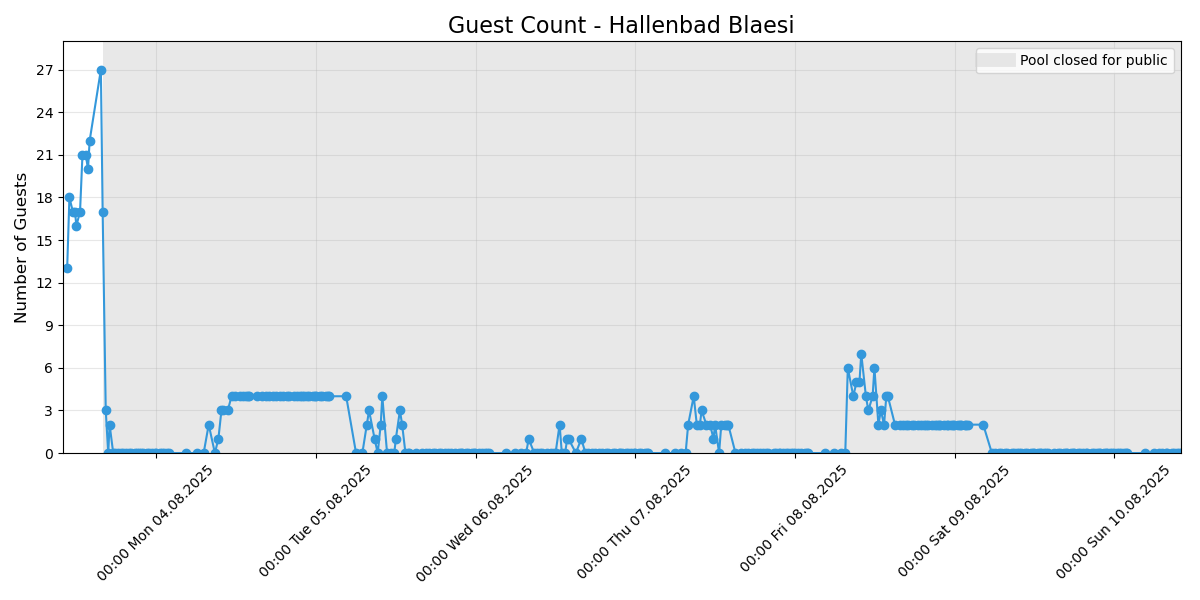 Guest Count - Hallenbad Blaesi
Pool closed for public
Number of Guests
27
24
21
18
15
12
9
6
3
0
00:00 Mon 04.08.2025
00:00 Tue 05.08.2025
00:00 Wed 06.08.2025
00:00 Thu 07.08.2025
00:00 Fri 08.08.2025
00:00 Sat 09.08.2025
00:00 Sun 10.08.2025